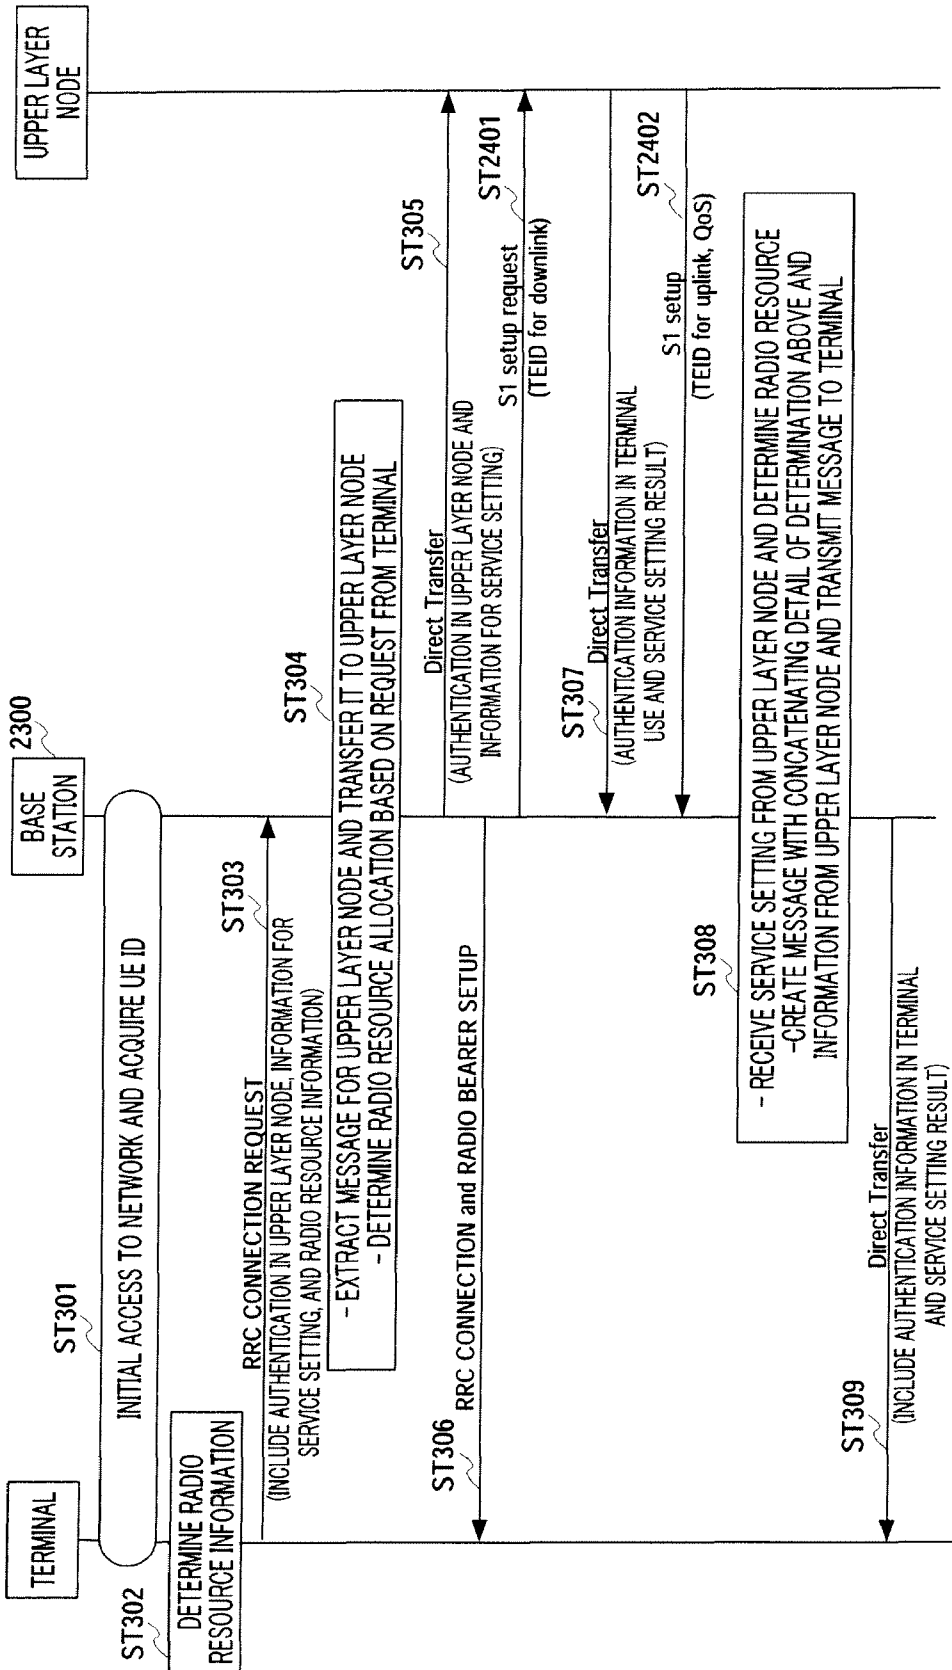 TERMINAL
BASE
STATION
2300
UPPER LAYER
NODE
ST301
INITIAL ACCESS TO NETWORK AND ACQUIRE UE ID
ST302
DETERMINE RADIO
RESOURCE INFORMATION
RRC CONNECTION REQUEST
ST303
(INCLUDE AUTHENTICATION IN UPPER LAYER NODE, INFORMATION FOR
SERVICE SETTING, AND RADIO RESOURCE INFORMATION)
ST304
- EXTRACT MESSAGE FOR UPPER LAYER NODE AND TRANSFER IT TO UPPER LAYER NODE
- DETERMINE RADIO RESOURCE ALLOCATION BASED ON REQUEST FROM TERMINAL
Direct Transfer
ST305
(AUTHENTICATION IN UPPER LAYER NODE AND
INFORMATION FOR SERVICE SETTING)
ST306
RRC CONNECTION and RADIO BEARER SETUP
S1 setup request
ST2401
(TEID for downlink)
ST307
Direct Transfer
(AUTHENTICATION INFORMATION IN TERMINAL
USE AND SERVICE SETTING RESULT)
S1 setup
ST2402
(TEID for uplink, QoS)
ST308
- RECEIVE SERVICE SETTING FROM UPPER LAYER NODE AND DETERMINE RADIO RESOURCE
-CREATE MESSAGE WITH CONCATENATING DETAIL OF DETERMINATION ABOVE AND
INFORMATION FROM UPPER LAYER NODE AND TRANSMIT MESSAGE TO TERMINAL
ST309
Direct Transfer
(INCLUDE AUTHENTICATION INFORMATION IN TERMINAL
AND SERVICE SETTING RESULT)